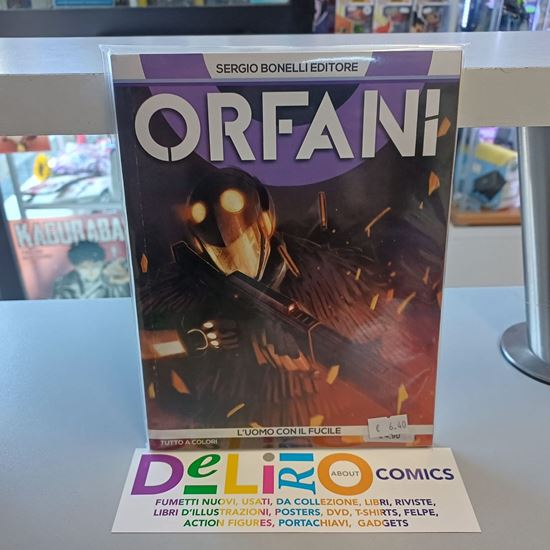 SERGIO BONELLI EDITORE
ORFANI
KAGURABA
L'UOMO CON IL FUCILE
€ 6.40
TUTTO A COLORI
DeLiRiO ABOUT COMICS
FUMETTI NUOVI, USATI, DA COLLEZIONE, LIBRI, RIVISTE,
LIBRI D'ILLUSTRAZIONI, POSTERS, DVD, T-SHIRTS, FELPE,
ACTION FIGURES, PORTACHIAVI, GADGETS